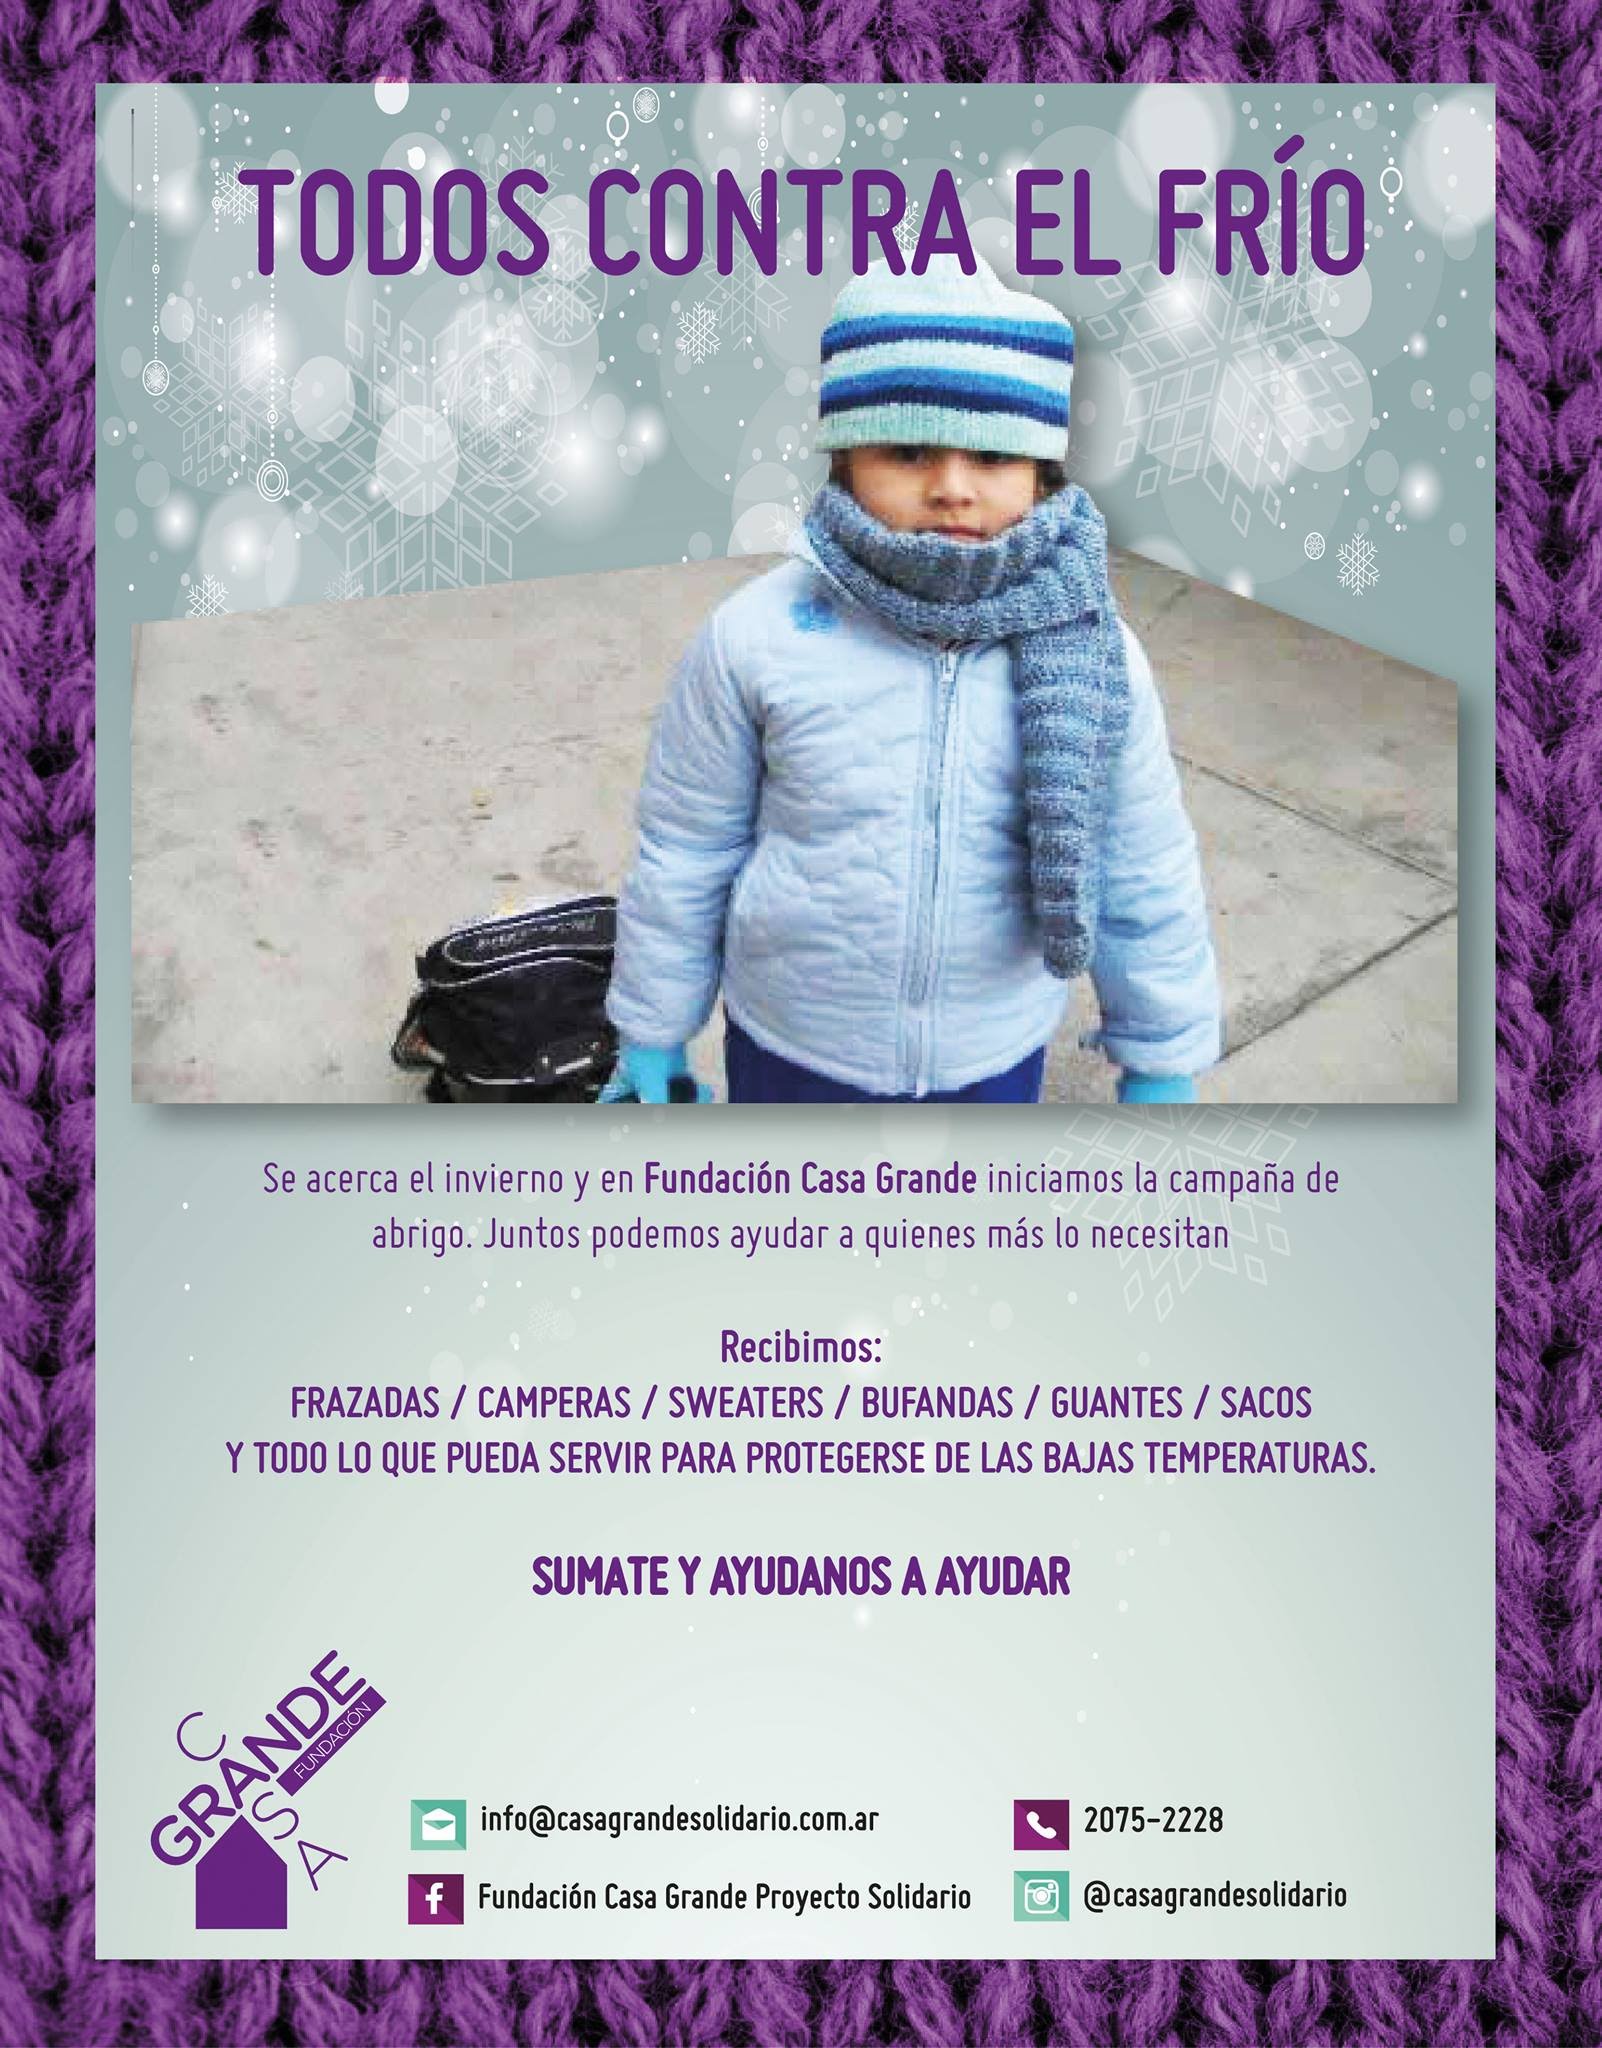 TODOS CONTRA EL FRÍO
Se acerca el invierno y en Fundación Casa Grande iniciamos la campaña de
abrigo. Juntos podemos ayudar a quienes más lo necesitan
Recibimos:
FRAZADAS / CAMPERAS / SWEATERS / BUFANDAS / GUANTES / SACOS
Y TODO LO QUE PUEDA SERVIR PARA PROTEGERSE DE LAS BAJAS TEMPERATURAS.
SUMATE Y AYUDANOS A AYUDAR
CASA
GRANDE
FUNDACIÓN
info@casagrandesolidario.com.ar
2075-2228
Fundación Casa Grande Proyecto Solidario
@casagrandesolidario